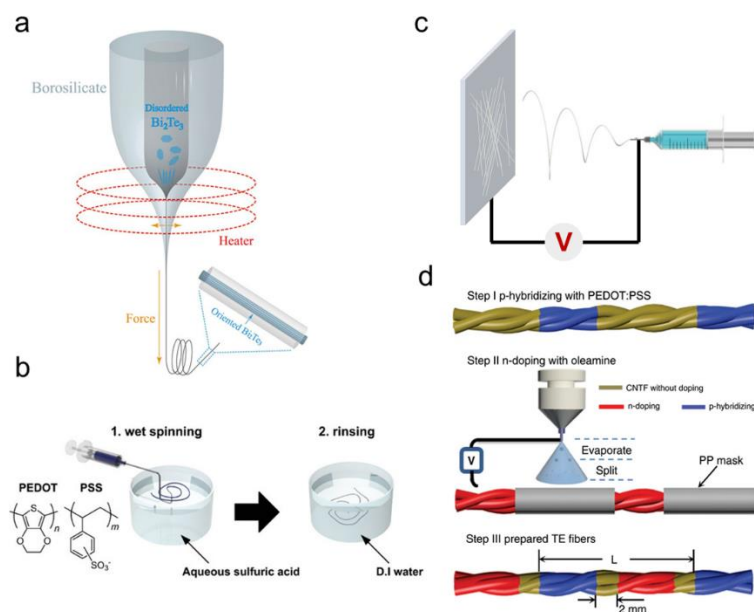 a
Borosilicate
Disordered
Bi2Te3
Heater
Force
Oriented Bi2Te3
b
1. wet spinning
2. rinsing
PEDOT
PSS
n
m
SO3-
Aqueous sulfuric acid
D.I water
c
V
d
Step I p-hybridizing with PEDOT:PSS
Step II n-doping with oleamine
CNTF without doping
n-doping
p-hybridizing
V
Evaporate
Split
PP mask
Step III prepared TE fibers
L
2 mm